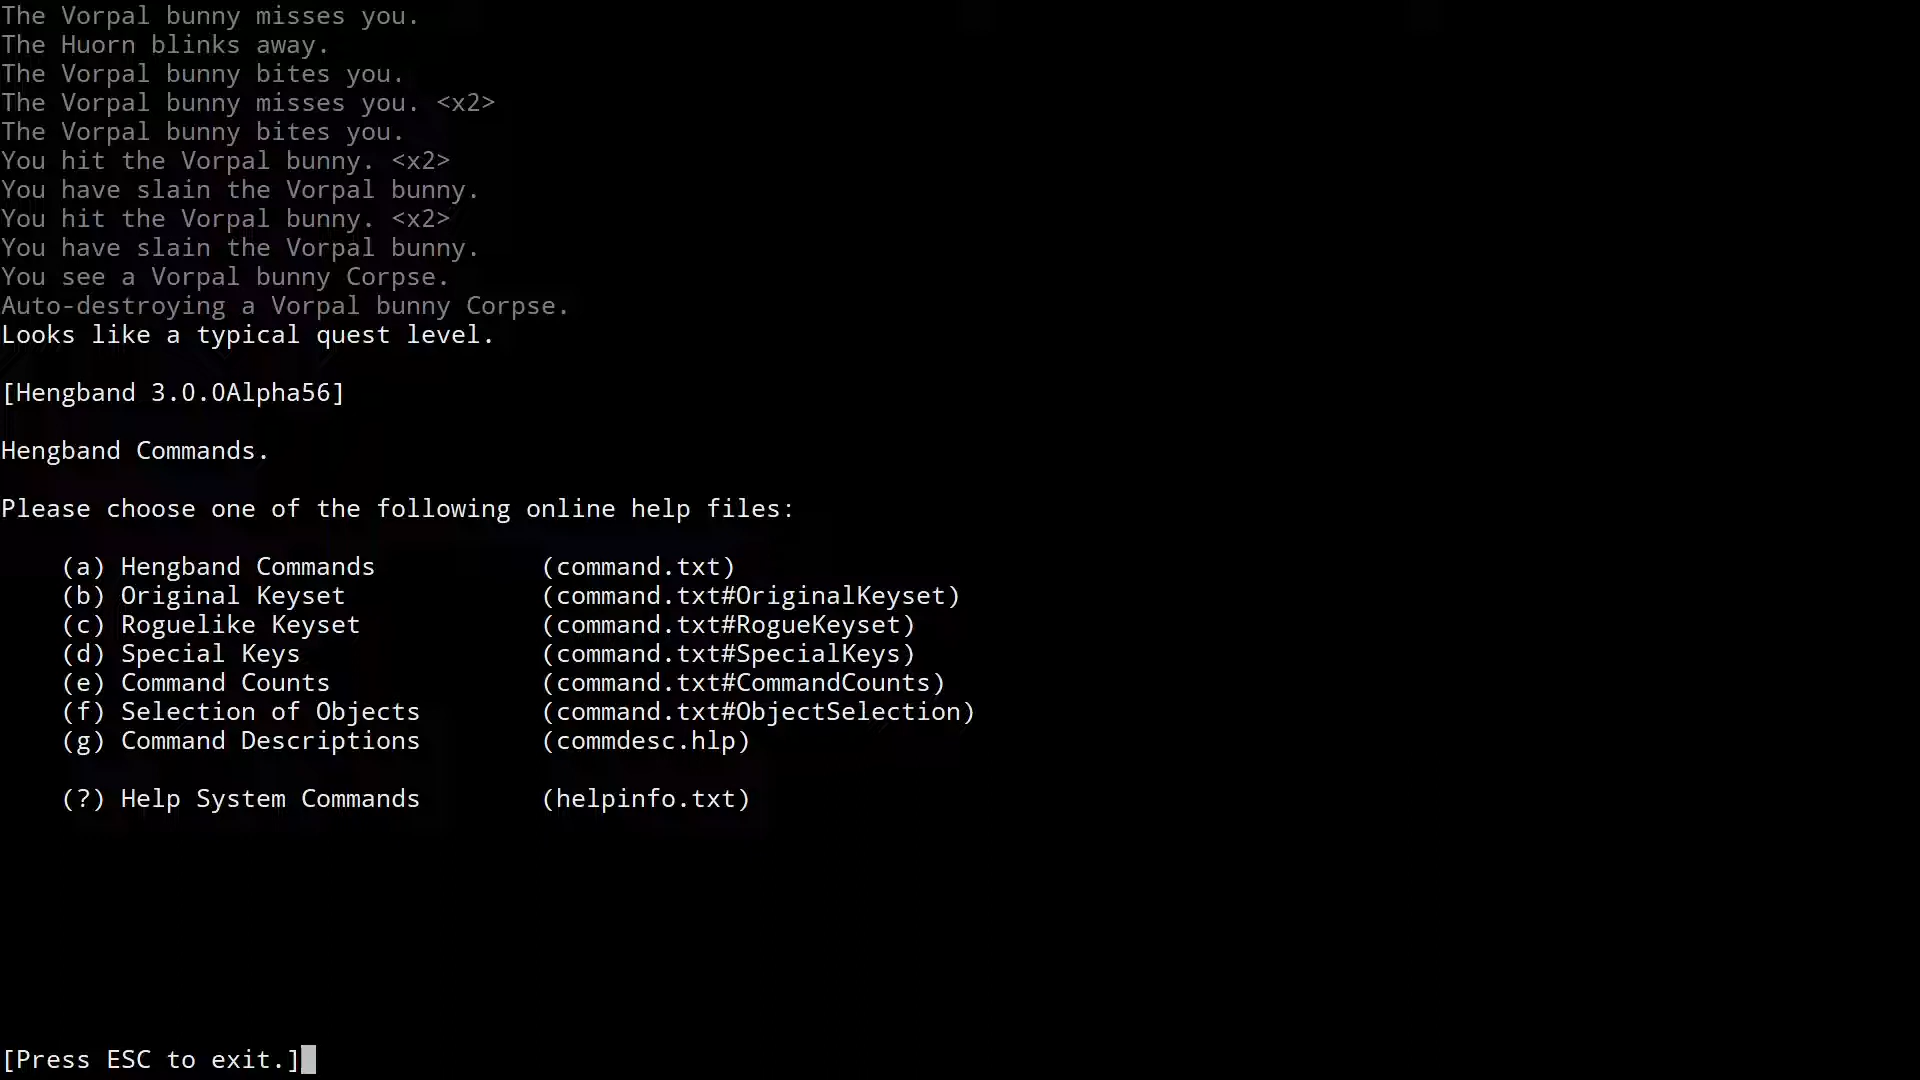 The Vorpal bunny misses you.
The Huorn blinks away.
The Vorpal bunny bites you.
The Vorpal bunny misses you. <x2>
The Vorpal bunny bites you.
You hit the Vorpal bunny. <x2>
You have slain the Vorpal bunny.
You hit the Vorpal bunny. <x2>
You have slain the Vorpal bunny.
You see a Vorpal bunny Corpse.
Auto-destroying a Vorpal bunny Corpse.
Looks like a typical quest level.
[Hengband 3.0.0Alpha56]
Hengband Commands.
Please choose one of the following online help files:
(a) Hengband Commands (command.txt)
(b) Original Keyset (command.txt#OriginalKeyset)
(c) Roguelike Keyset (command.txt#RogueKeyset)
(d) Special Keys (command.txt#SpecialKeys)
(e) Command Counts (command.txt#CommandCounts)
(f) Selection of Objects (command.txt#ObjectSelection)
(g) Command Descriptions (commdesc.hlp)
(?) Help System Commands (helpinfo.txt)
[Press ESC to exit.]